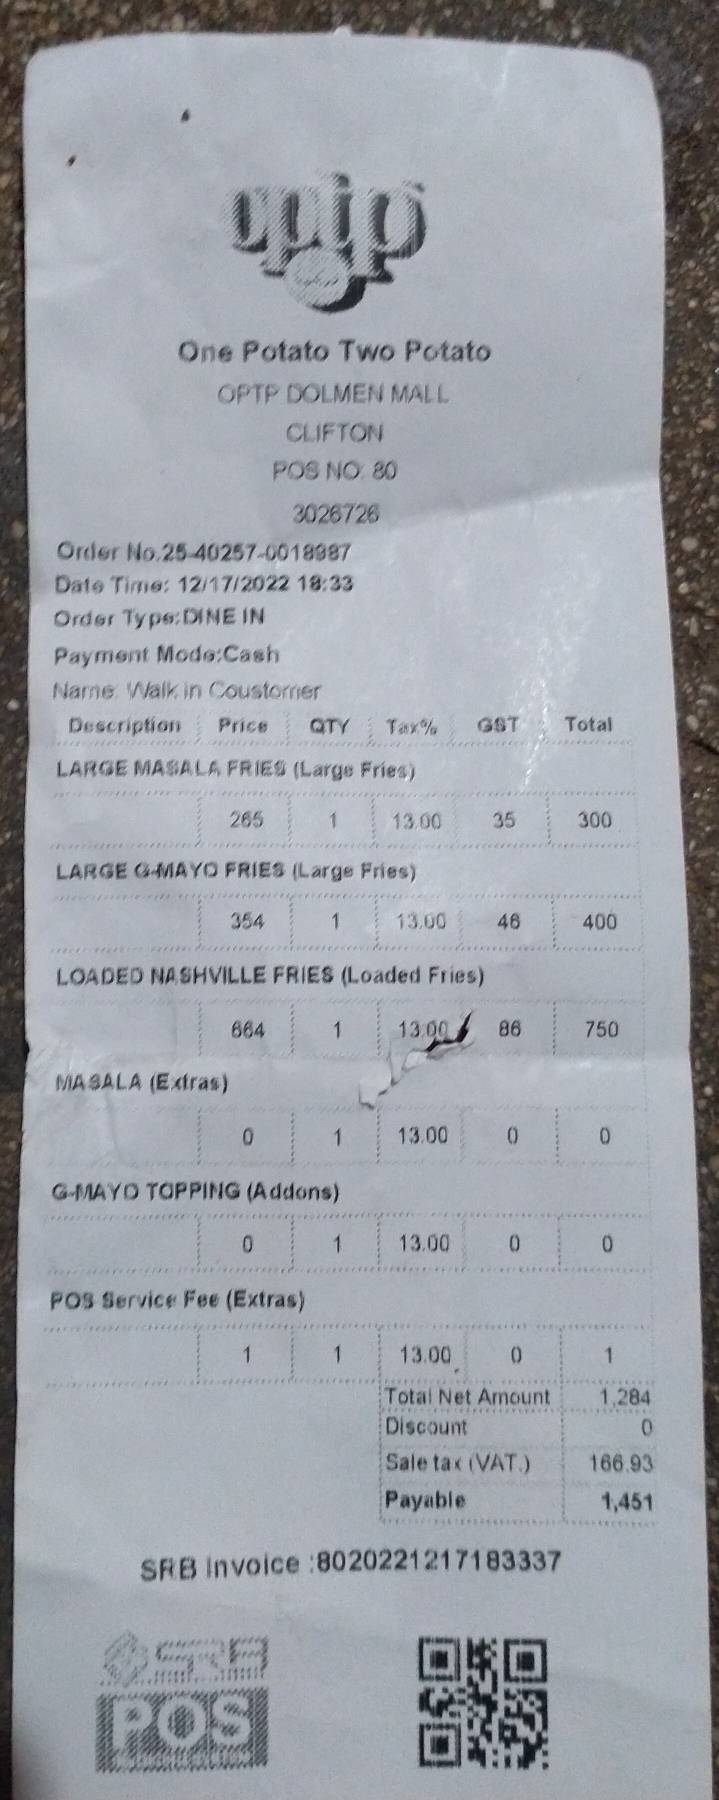 optp
One Potato Two Potato
OPTP DOLMEN MALL
CLIFTON
POS NO: 80
3026726
Order No.25-40257-0018987
Date Time: 12/17/2022 18:33
Order Type:DINE IN
Payment Mode:Cash
Name: Walk in Coustomer
Description Price QTY Tax% GST Total
LARGE MASALA FRIES (Large Fries)
265 1 13.00 35 300
LARGE G-MAYO FRIES (Large Fries)
354 1 13.00 46 400
LOADED NASHVILLE FRIES (Loaded Fries)
664 1 13.00 86 750
MASALA (Extras)
0 1 13.00 0 0
G-MAYO TOPPING (Addons)
0 1 13.00 0 0
POS Service Fee (Extras)
1 1 13.00 0 1
Total Net Amount 1,284
Discount 0
Sale tax (VAT.) 166.93
Payable 1,451
SRB Invoice :8020221217183337
SRB
POS